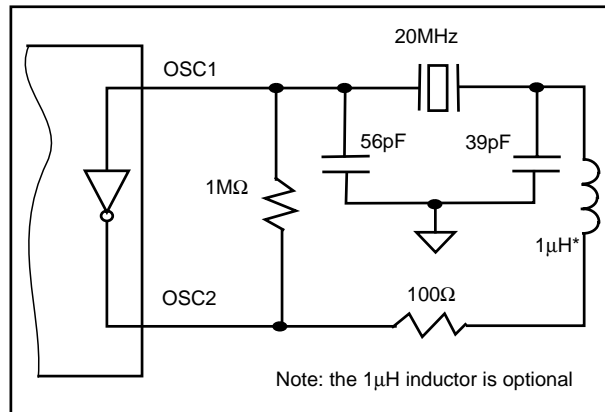 20MHz
OSC1
56pF
39pF
1MΩ
1μH*
OSC2
100Ω
Note: the 1μH inductor is optional